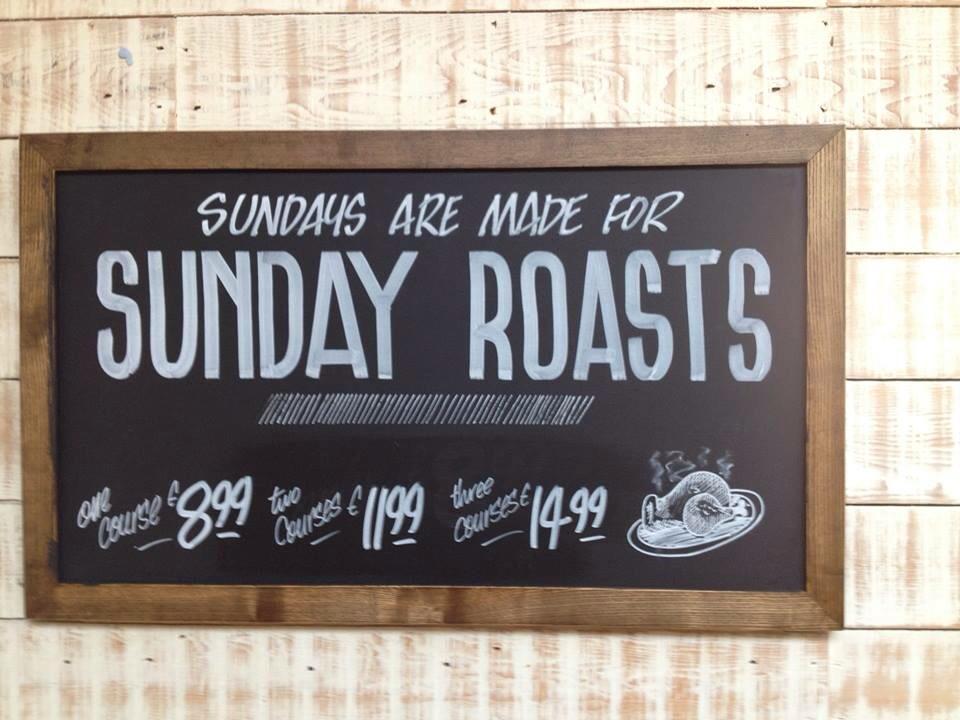 SUNDAYS ARE MADE FOR
SUNDAY ROASTS
one course £8.99 two courses £11.99 three courses £14.99